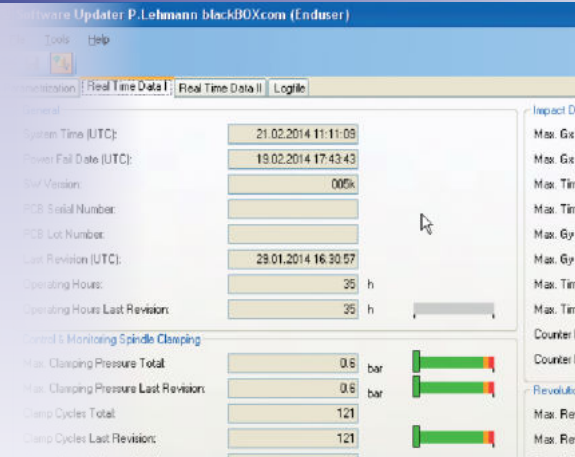 Software Updater P.Lehmann blackBOXcom (Enduser)
Tools Help
Real Time Data I Real Time Data II Logfile
General Impact D
System Time (UTC): 21.02.2014 11:11:09 Max. Gx
Power Fail Date (UTC): 19.02.2014 17:43:43 Max. Gx
SW Version: 005k Max. Tim
PCB Serial Number: Max. Tim
PCB Lot Number: Max. Gy
Last Revision (UTC): 29.01.2014 16:30:57 Max. Gy
Operating Hours: 35 h Max. Tim
Operating Hours Last Revision: 35 h Max. Tim
Counter
Control & Monitoring Spindle Clamping
Max. Clamping Pressure Total: 0.6 bar Counter
Max. Clamping Pressure Last Revision: 0.6 bar Revolutio
Clamp Cycles Total: 121 Max. Re
Clamp Cycles Last Revision: 121 Max. Re